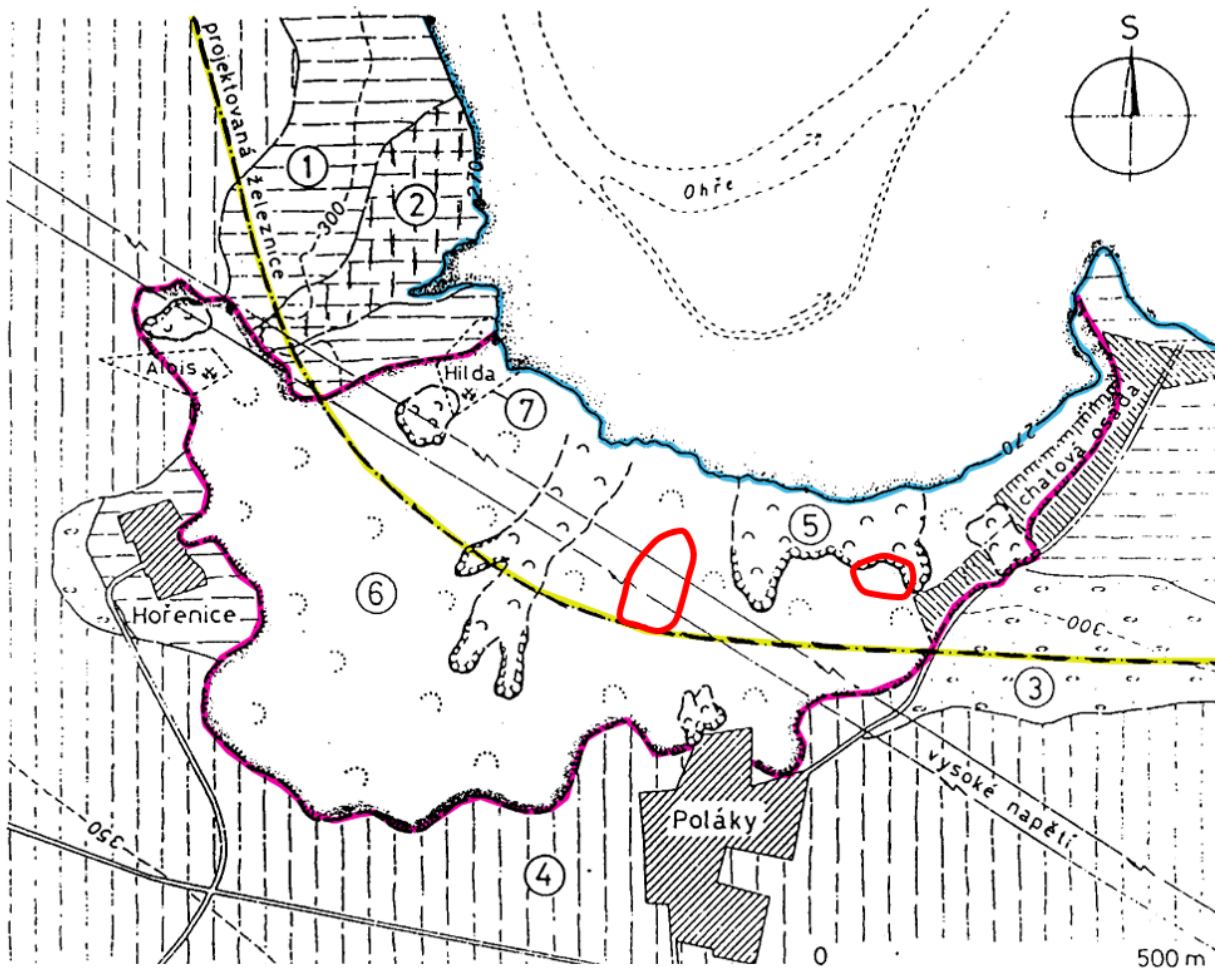 S
projektovaná železnice
1
2
300
270
Ohře
Alois
Hilda
7
270
chatová osada
5
6
Hořenice
300
3
350
Poláky
vysoké napětí
4
0
500 m